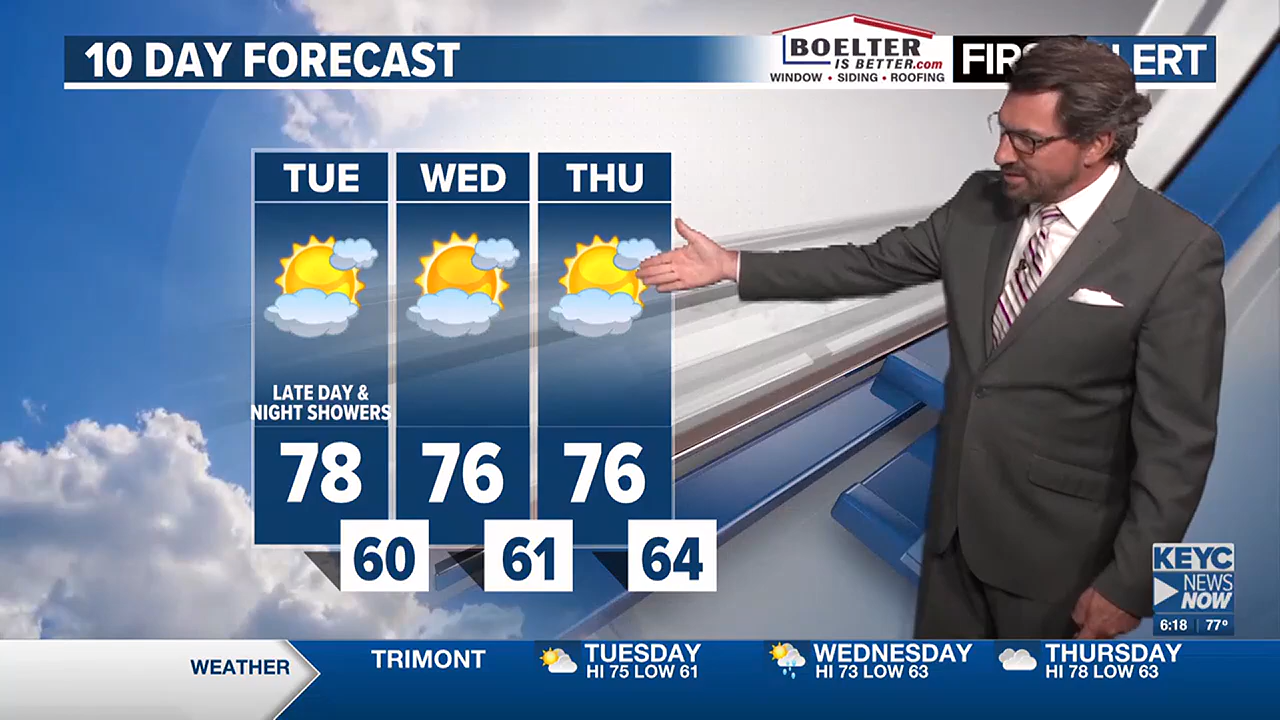 10 DAY FORECAST
BOELTER
IS BETTER.com
WINDOW • SIDING • ROOFING
TUE
WED
THU
LATE DAY &
NIGHT SHOWERS
78
76
76
60
61
64
KEYC
NEWS
NOW
6:18 77°
WEATHER
TRIMONT
TUESDAY
HI 75 LOW 61
WEDNESDAY
HI 73 LOW 63
THURSDAY
HI 78 LOW 63